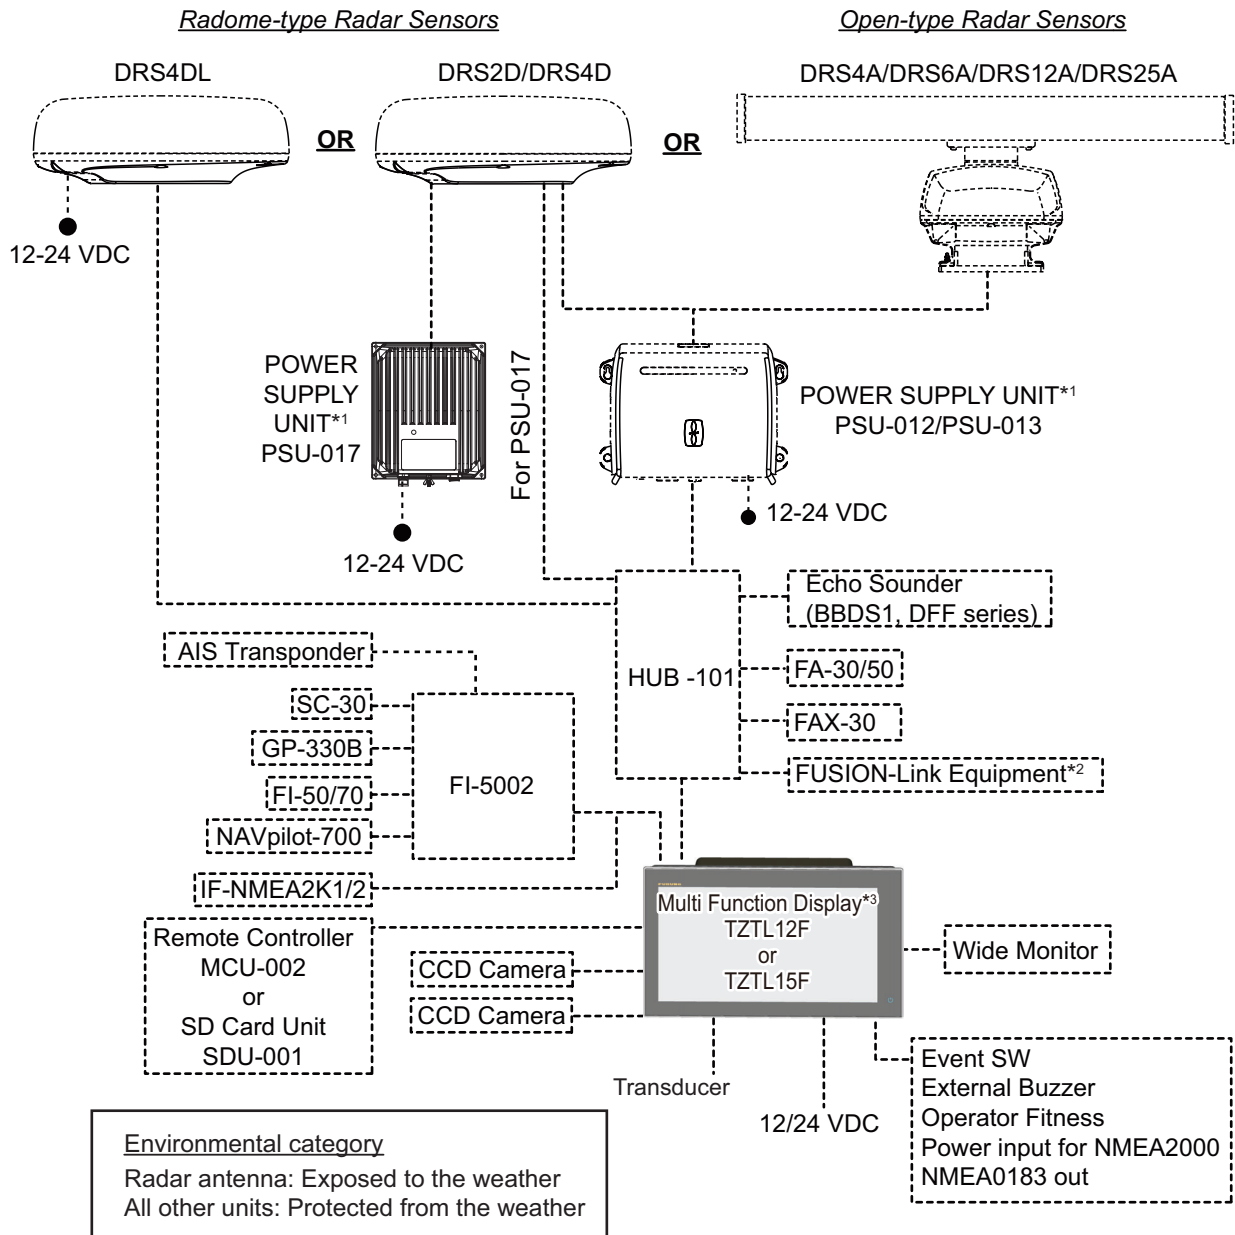 Radome-type Radar Sensors
Open-type Radar Sensors
DRS4DL
DRS2D/DRS4D
DRS4A/DRS6A/DRS12A/DRS25A
OR
OR
12-24 VDC
POWER
SUPPLY
UNIT*1
PSU-017
For PSU-017
POWER SUPPLY UNIT*1
PSU-012/PSU-013
12-24 VDC
12-24 VDC
Echo Sounder
(BBDS1, DFF series)
AIS Transponder
HUB -101
FA-30/50
SC-30
FAX-30
GP-330B
FUSION-Link Equipment*2
FI-50/70
FI-5002
NAVpilot-700
IF-NMEA2K1/2
FURUNO
Multi Function Display*3
TZTL12F
or
TZTL15F
Remote Controller
MCU-002
or
SD Card Unit
SDU-001
CCD Camera
CCD Camera
Wide Monitor
Transducer
12/24 VDC
Event SW
External Buzzer
Operator Fitness
Power input for NMEA2000
NMEA0183 out
Environmental category
Radar antenna: Exposed to the weather
All other units: Protected from the weather